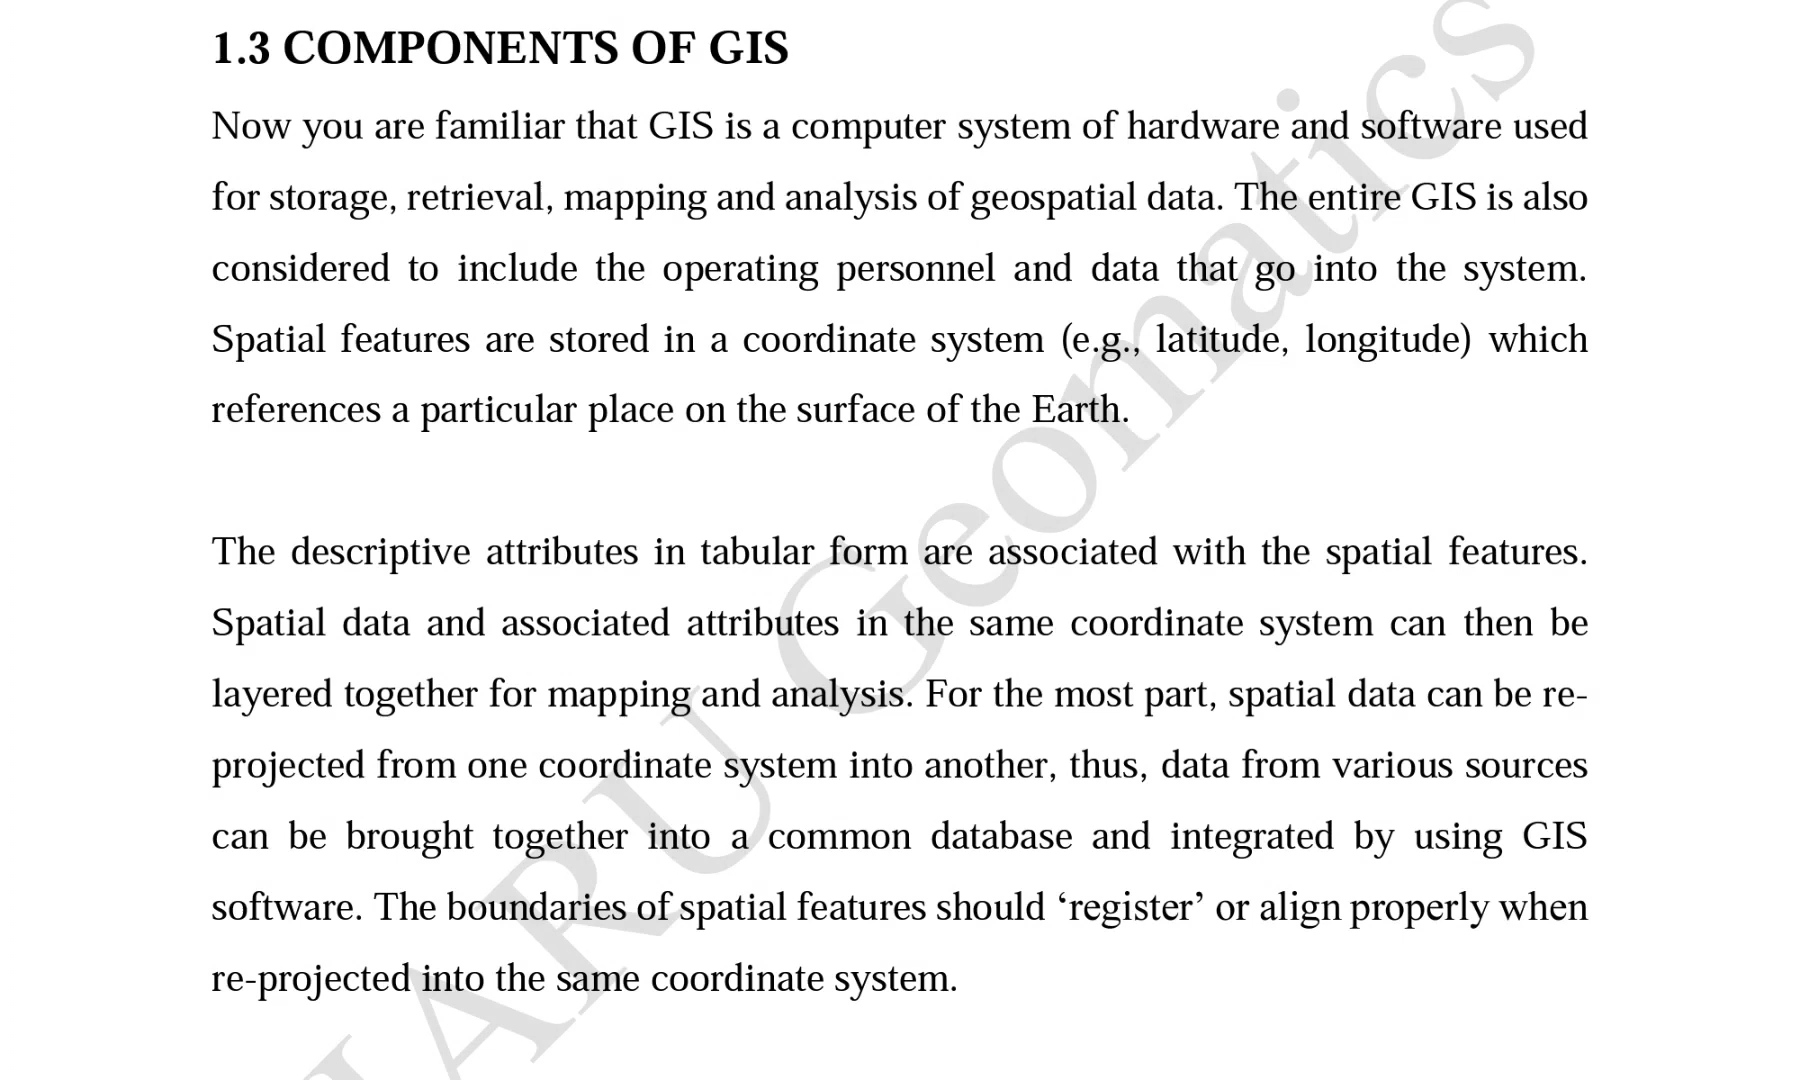 1.3 COMPONENTS OF GIS
Now you are familiar that GIS is a computer system of hardware and software used
for storage, retrieval, mapping and analysis of geospatial data. The entire GIS is also
considered to include the operating personnel and data that go into the system.
Spatial features are stored in a coordinate system (e.g., latitude, longitude) which
references a particular place on the surface of the Earth.
The descriptive attributes in tabular form are associated with the spatial features.
Spatial data and associated attributes in the same coordinate system can then be
layered together for mapping and analysis. For the most part, spatial data can be re-
projected from one coordinate system into another, thus, data from various sources
can be brought together into a common database and integrated by using GIS
software. The boundaries of spatial features should ‘register’ or align properly when
re-projected into the same coordinate system.
Geomatics